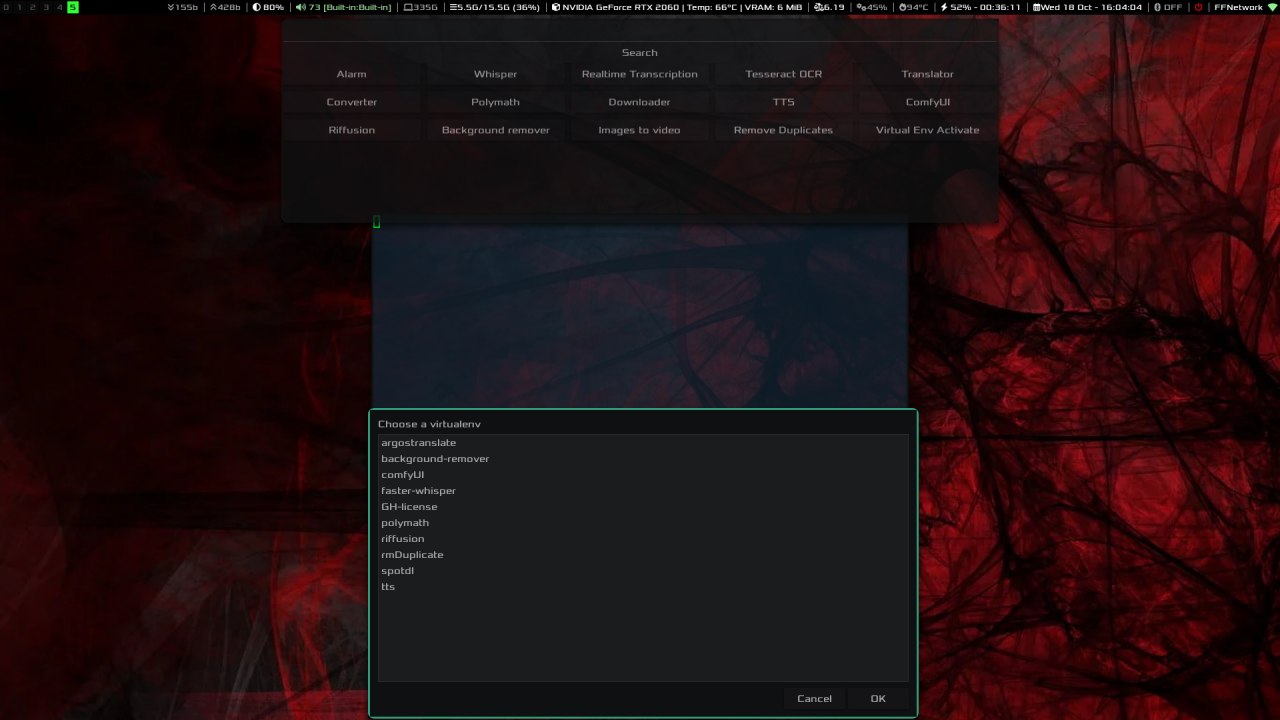 0 1 2 3 4 5 155b | 428b | 80% | 73 [Built-in:Built-in] | 335G | 5.5G/15.5G (36%) | NVIDIA GeForce RTX 2060 | Temp: 66°C | VRAM: 6 MiB | 6.19 | 45% | 94°C | 52% - 00:36:11 | Wed 18 Oct - 16:04:04 | OFF | | FFNetwork
Search
Alarm Whisper Realtime Transcription Tesseract OCR Translator
Converter Polymath Downloader TTS ComfyUI
Riffusion Background remover Images to video Remove Duplicates Virtual Env Activate
Choose a virtualenv
argostranslate
background-remover
comfyUI
faster-whisper
GH-license
polymath
riffusion
rmDuplicate
spotdl
tts
Cancel OK